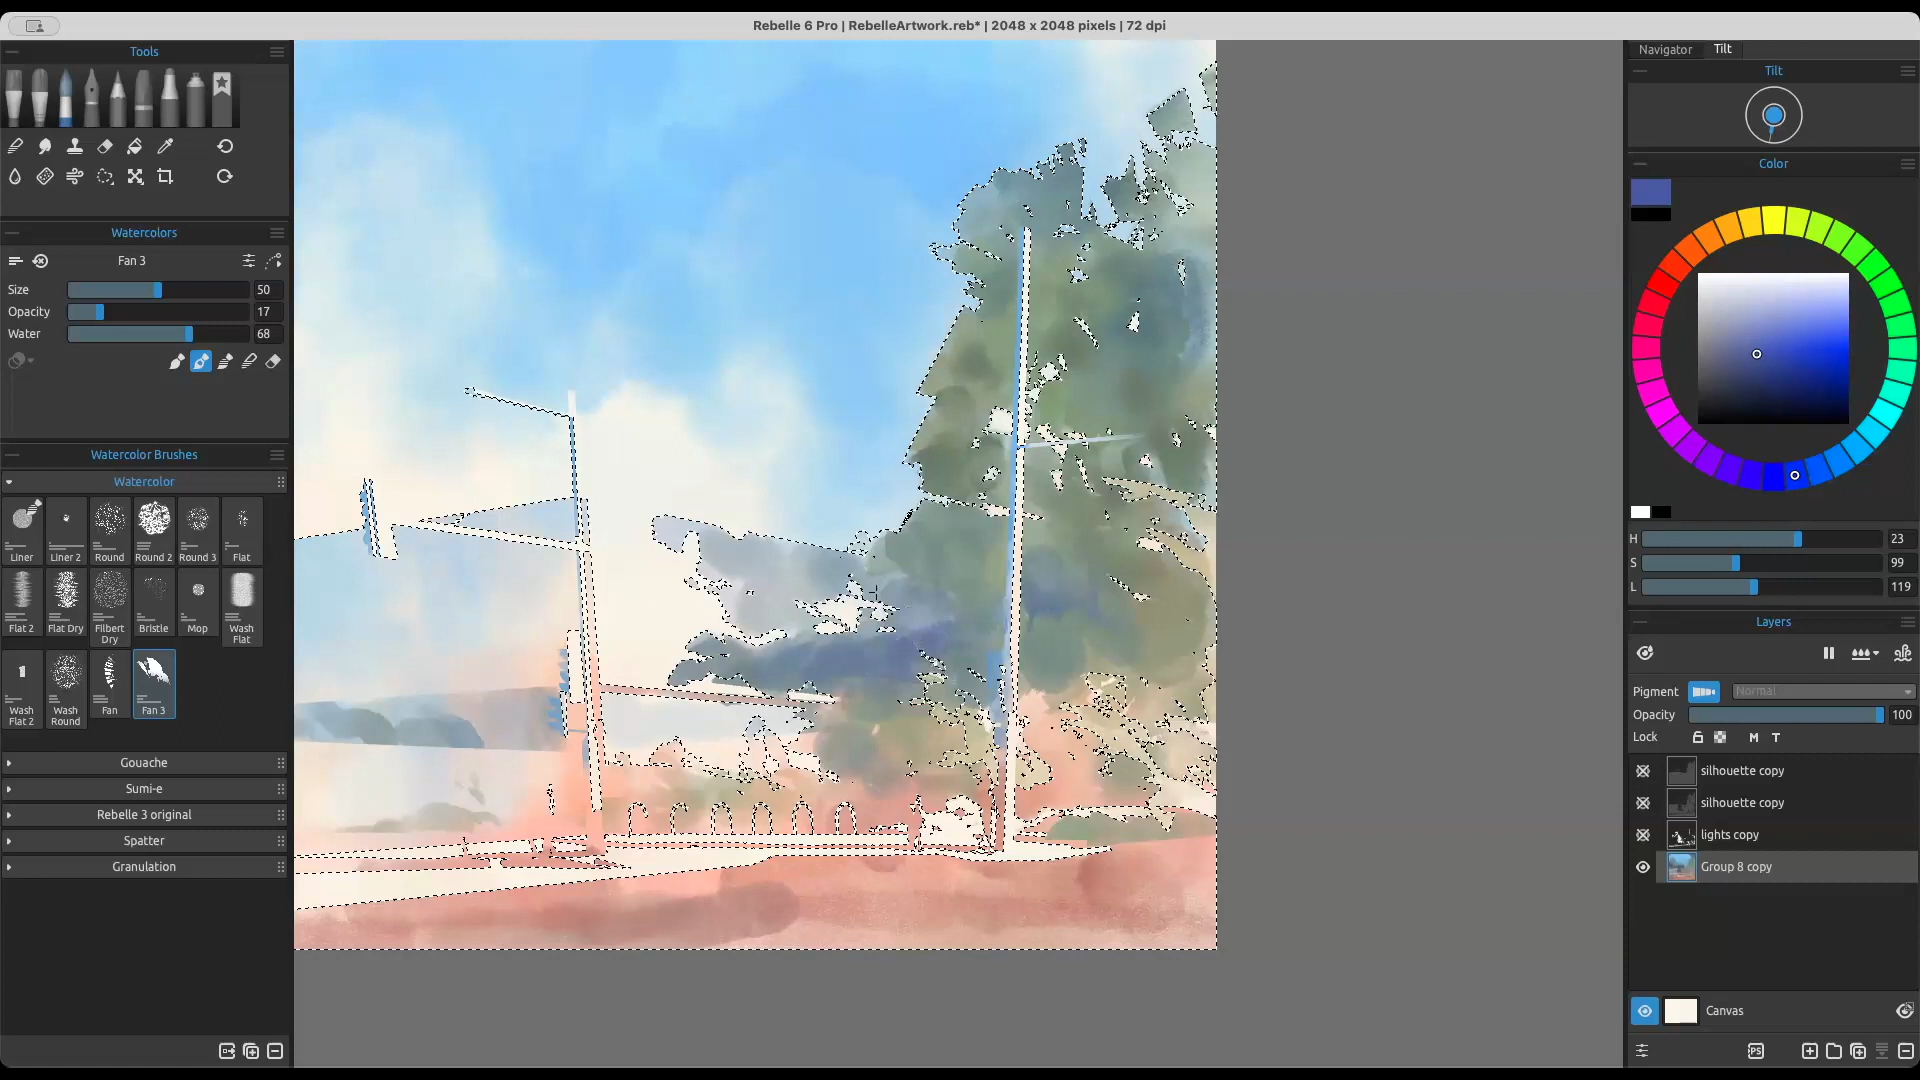 Rebelle 6 Pro | RebelleArtwork.reb* | 2048 x 2048 pixels | 72 dpi
Tools
Watercolors
Fan 3
Size 50
Opacity 17
Water 68
Watercolor Brushes
Watercolor
Liner
Liner 2
Round
Round 2
Round 3
Flat
Flat 2
Flat Dry
Filbert Dry
Bristle
Mop
Wash Flat
Wash Flat 2
Wash Round
Fan
Fan 3
Gouache
Sumi-e
Rebelle 3 original
Spatter
Granulation
Navigator Tilt
Tilt
Color
H 23
S 99
L 119
Layers
Pigment Normal
Opacity 100
Lock M T
silhouette copy
silhouette copy
lights copy
Group 8 copy
Canvas
PS